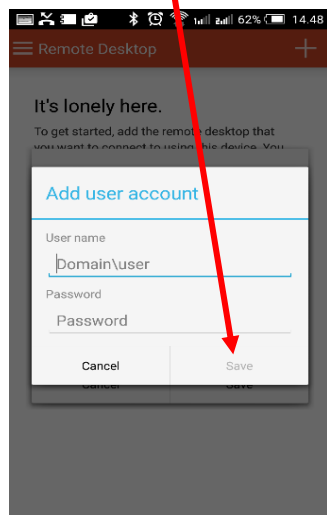 62% 14.48
Remote Desktop
It's lonely here.
To get started, add the remote desktop that
you want to connect to using this device. You
Add user account
User name
Domain\user
Password
Password
Cancel Save
Cancel Save